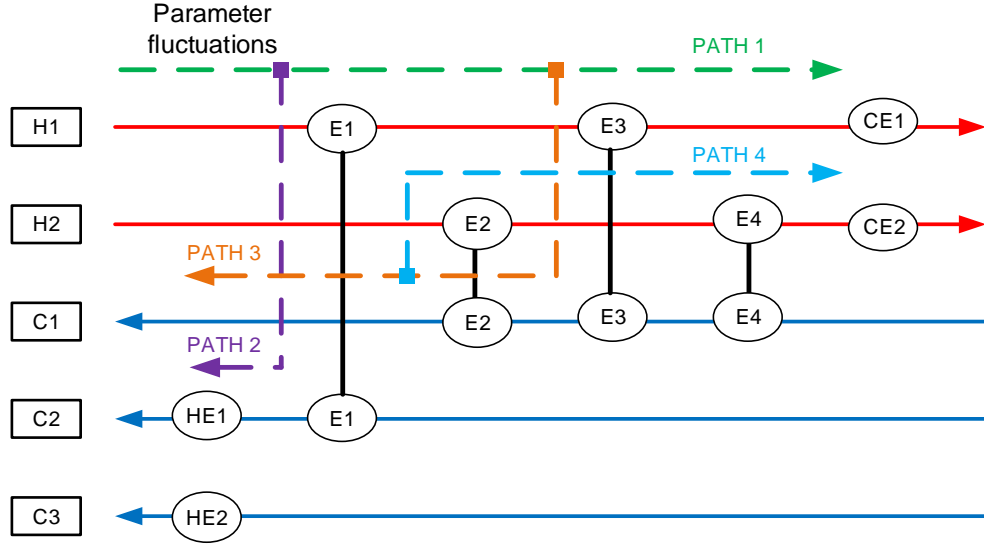 Parameter
fluctuations
PATH 1
H1
E1
E3
CE1
PATH 4
H2
E2
E4
CE2
PATH 3
C1
E2
E3
E4
PATH 2
C2
HE1
E1
C3
HE2